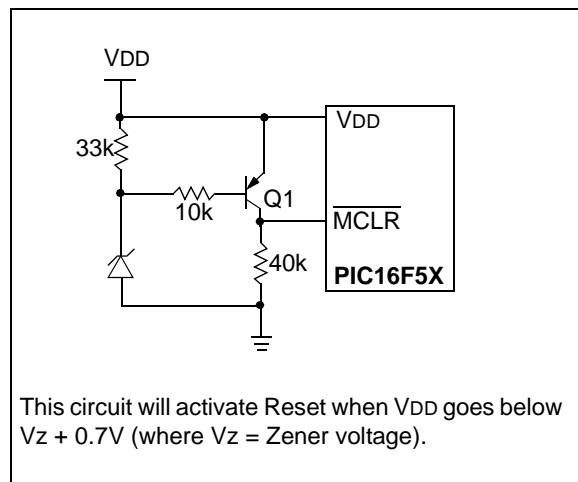 VDD
VDD
33k
Q1
10k
MCLR
40k
PIC16F5X
This circuit will activate Reset when VDD goes below
Vz + 0.7V (where Vz = Zener voltage).